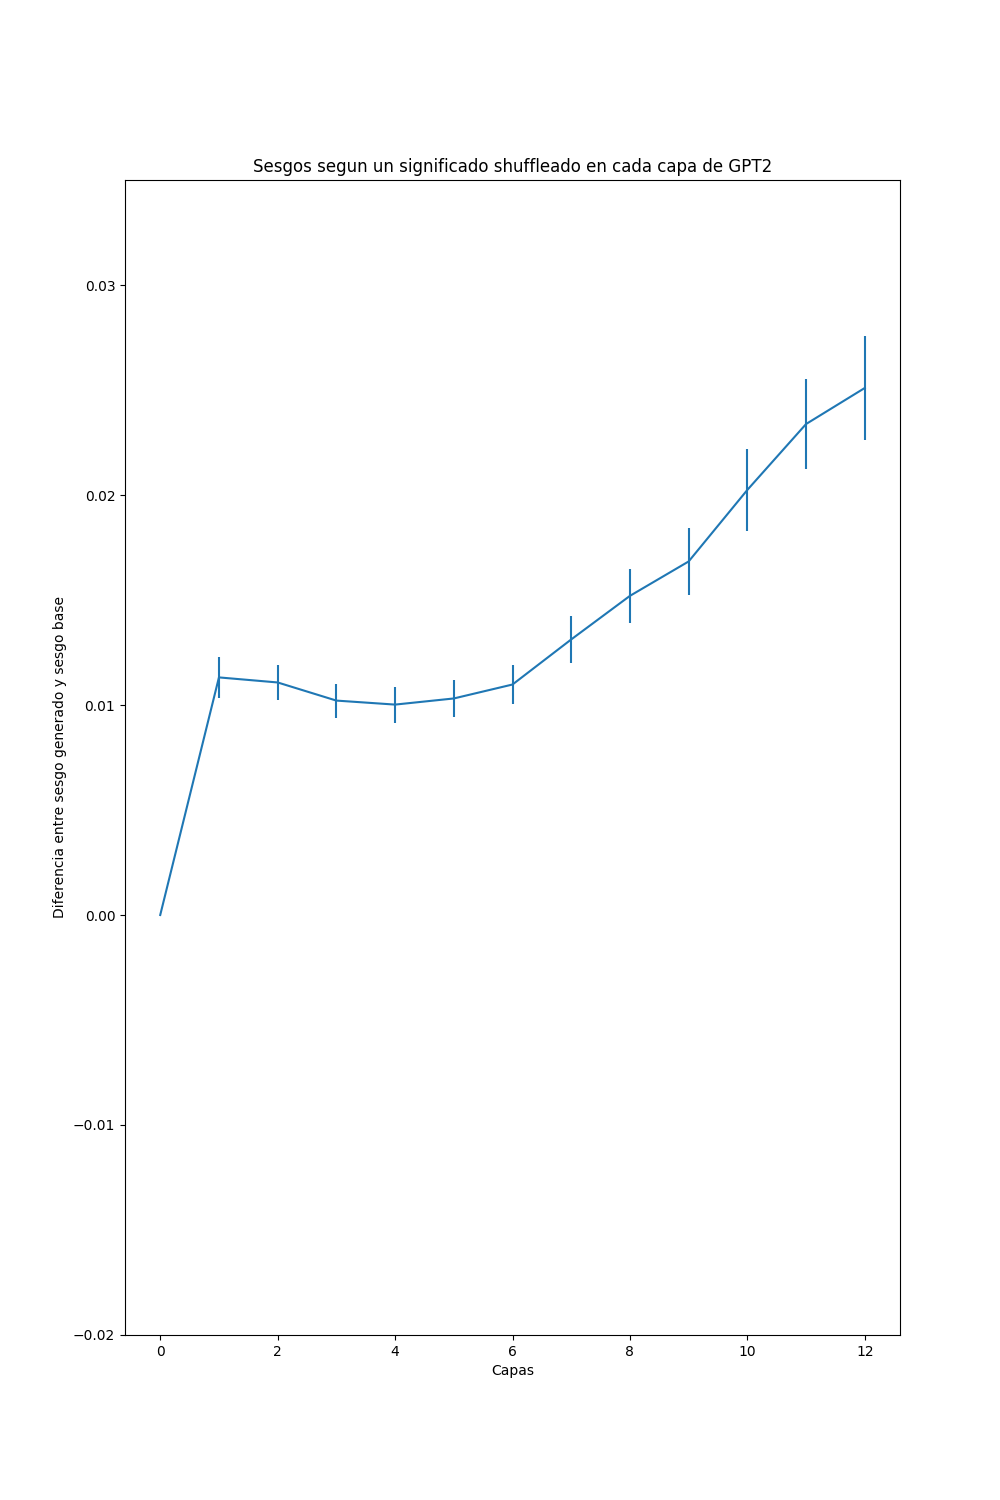 Sesgos segun un significado shuffleado en cada capa de GPT2
Diferencia entre sesgo generado y sesgo base
0.03
0.02
0.01
0.00
−0.01
−0.02
0 2 4 6 8 10 12
Capas